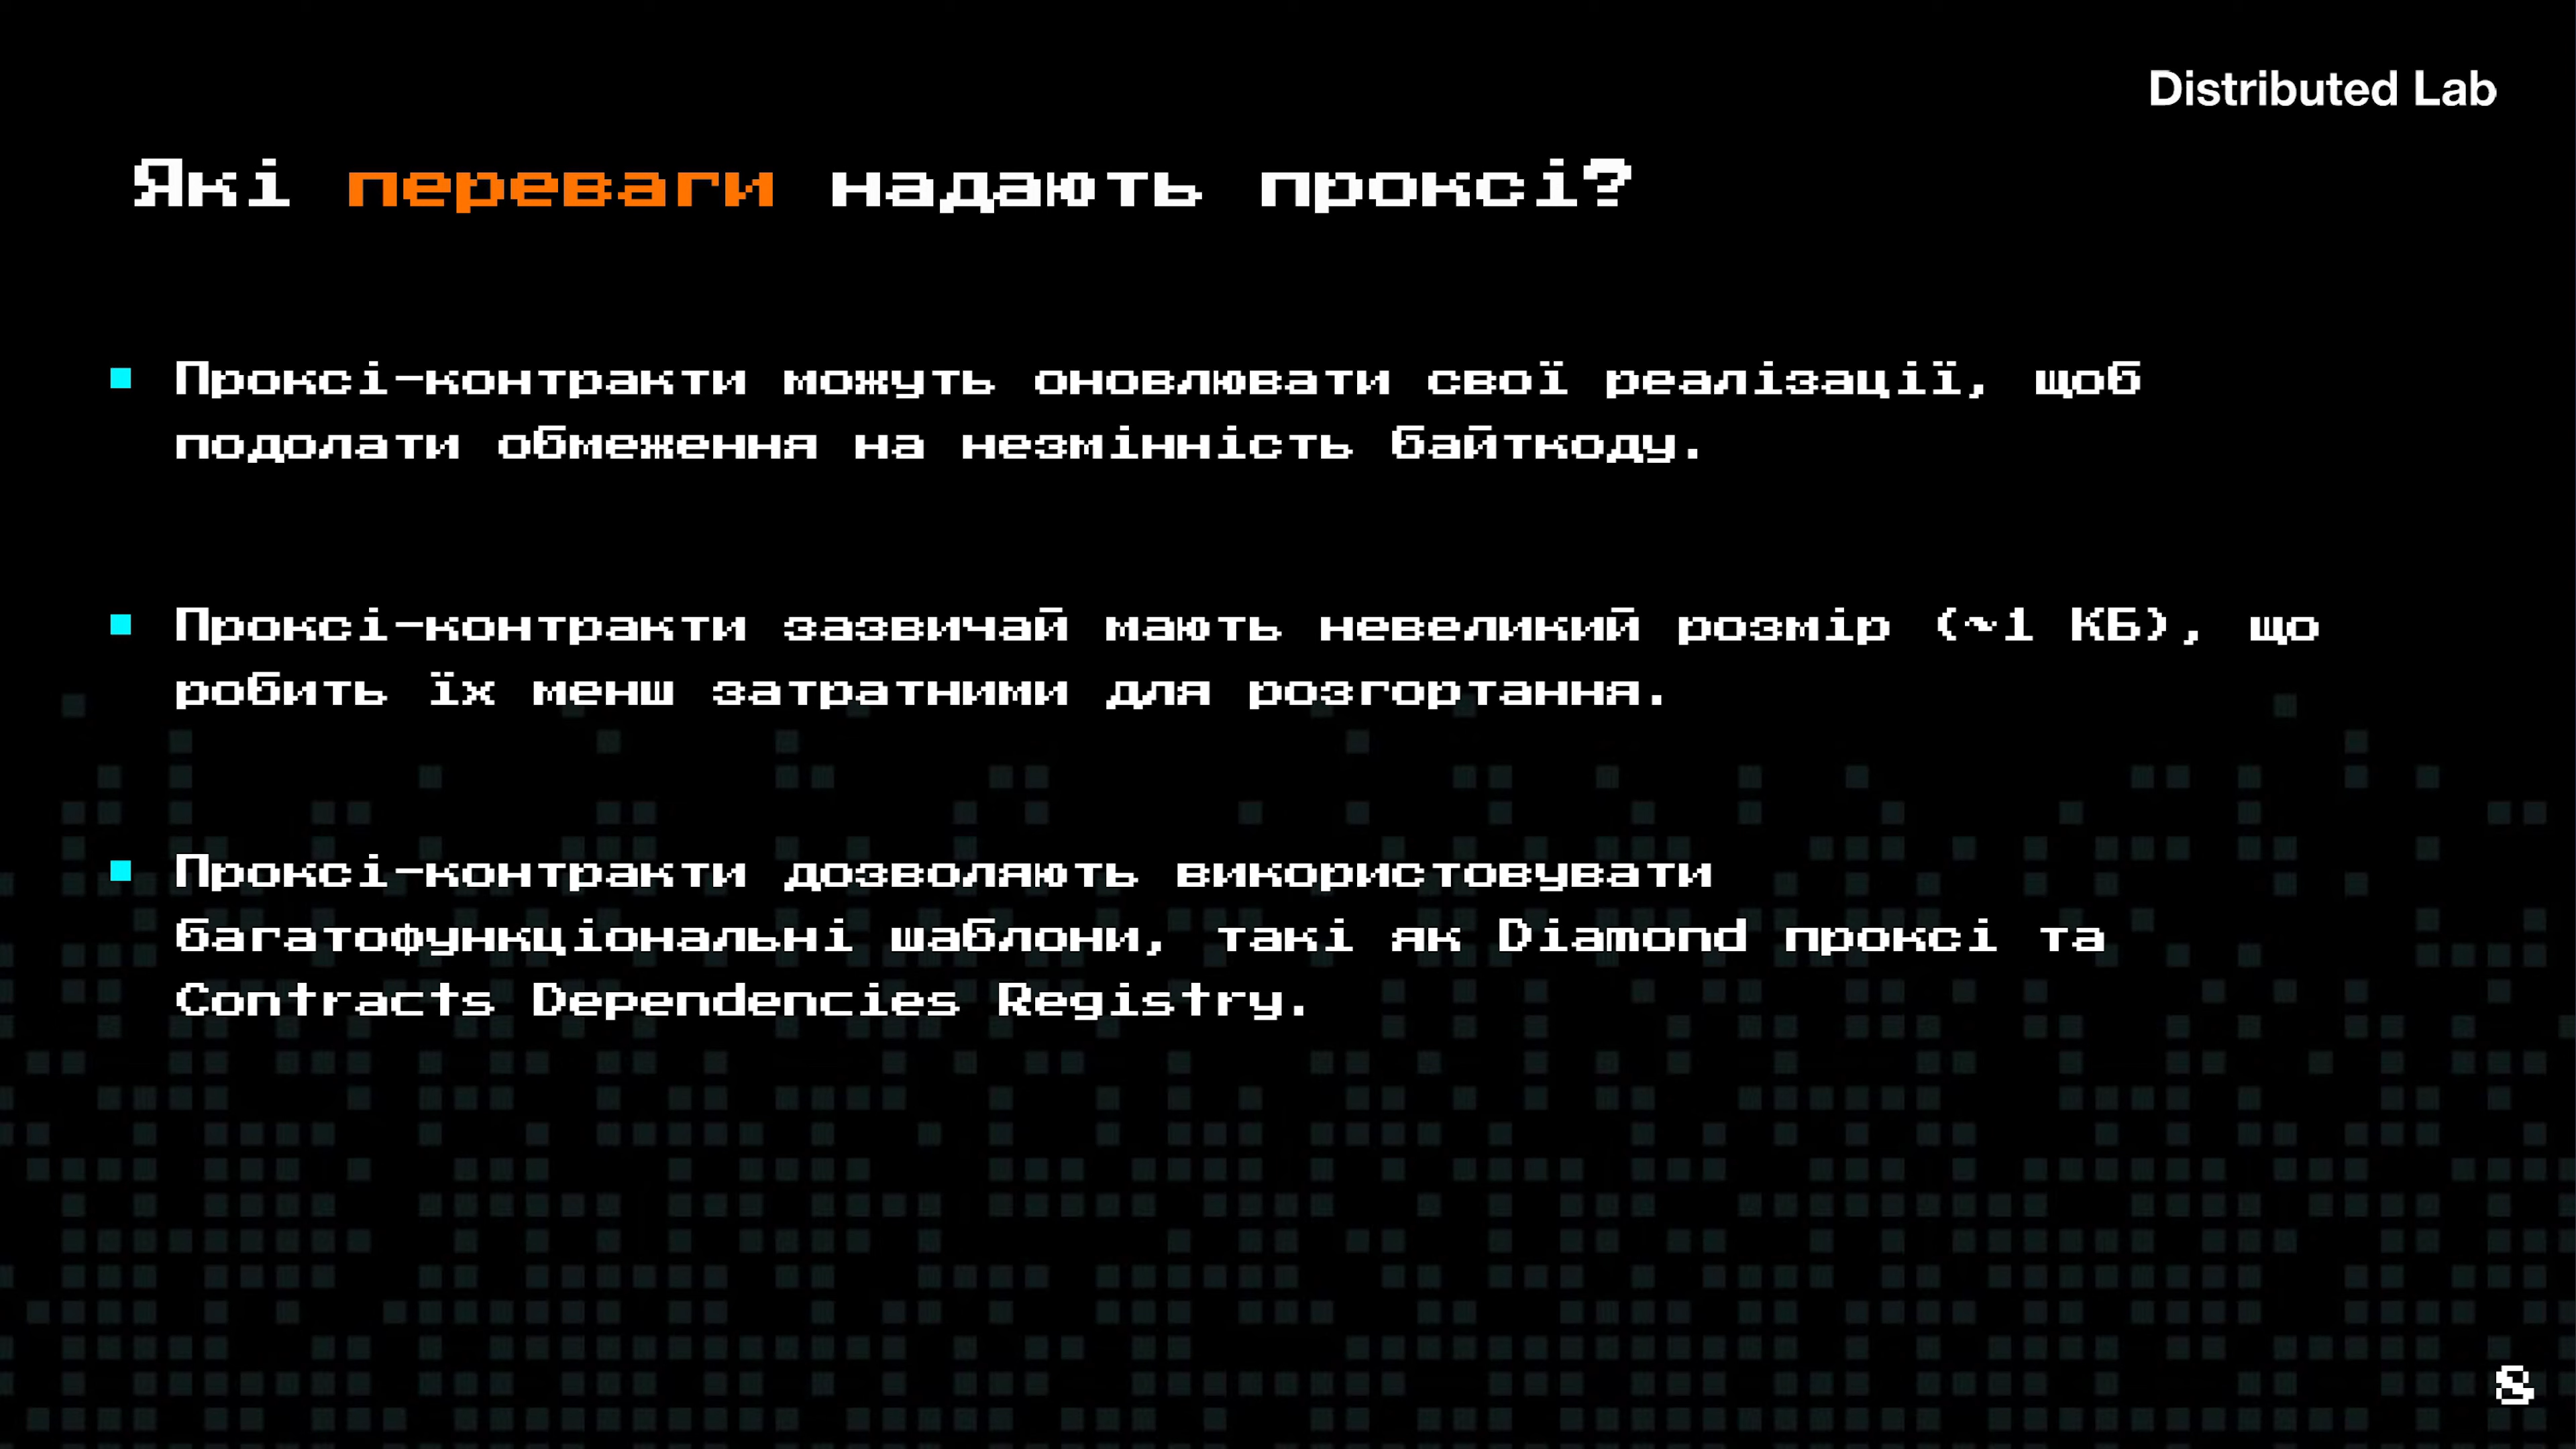 Distributed Lab
Які переваги надають проксі?
Проксі-контракти можуть оновлювати свої реалізації, щоб
подолати обмеження на незмінність байткоду.
Проксі-контракти зазвичай мають невеликий розмір (~1 КБ), що
робить їх менш затратними для розгортання.
Проксі-контракти дозволяють використовувати
багатофункціональні шаблони, такі як Diamond проксі та
Contracts Dependencies Registry.
8